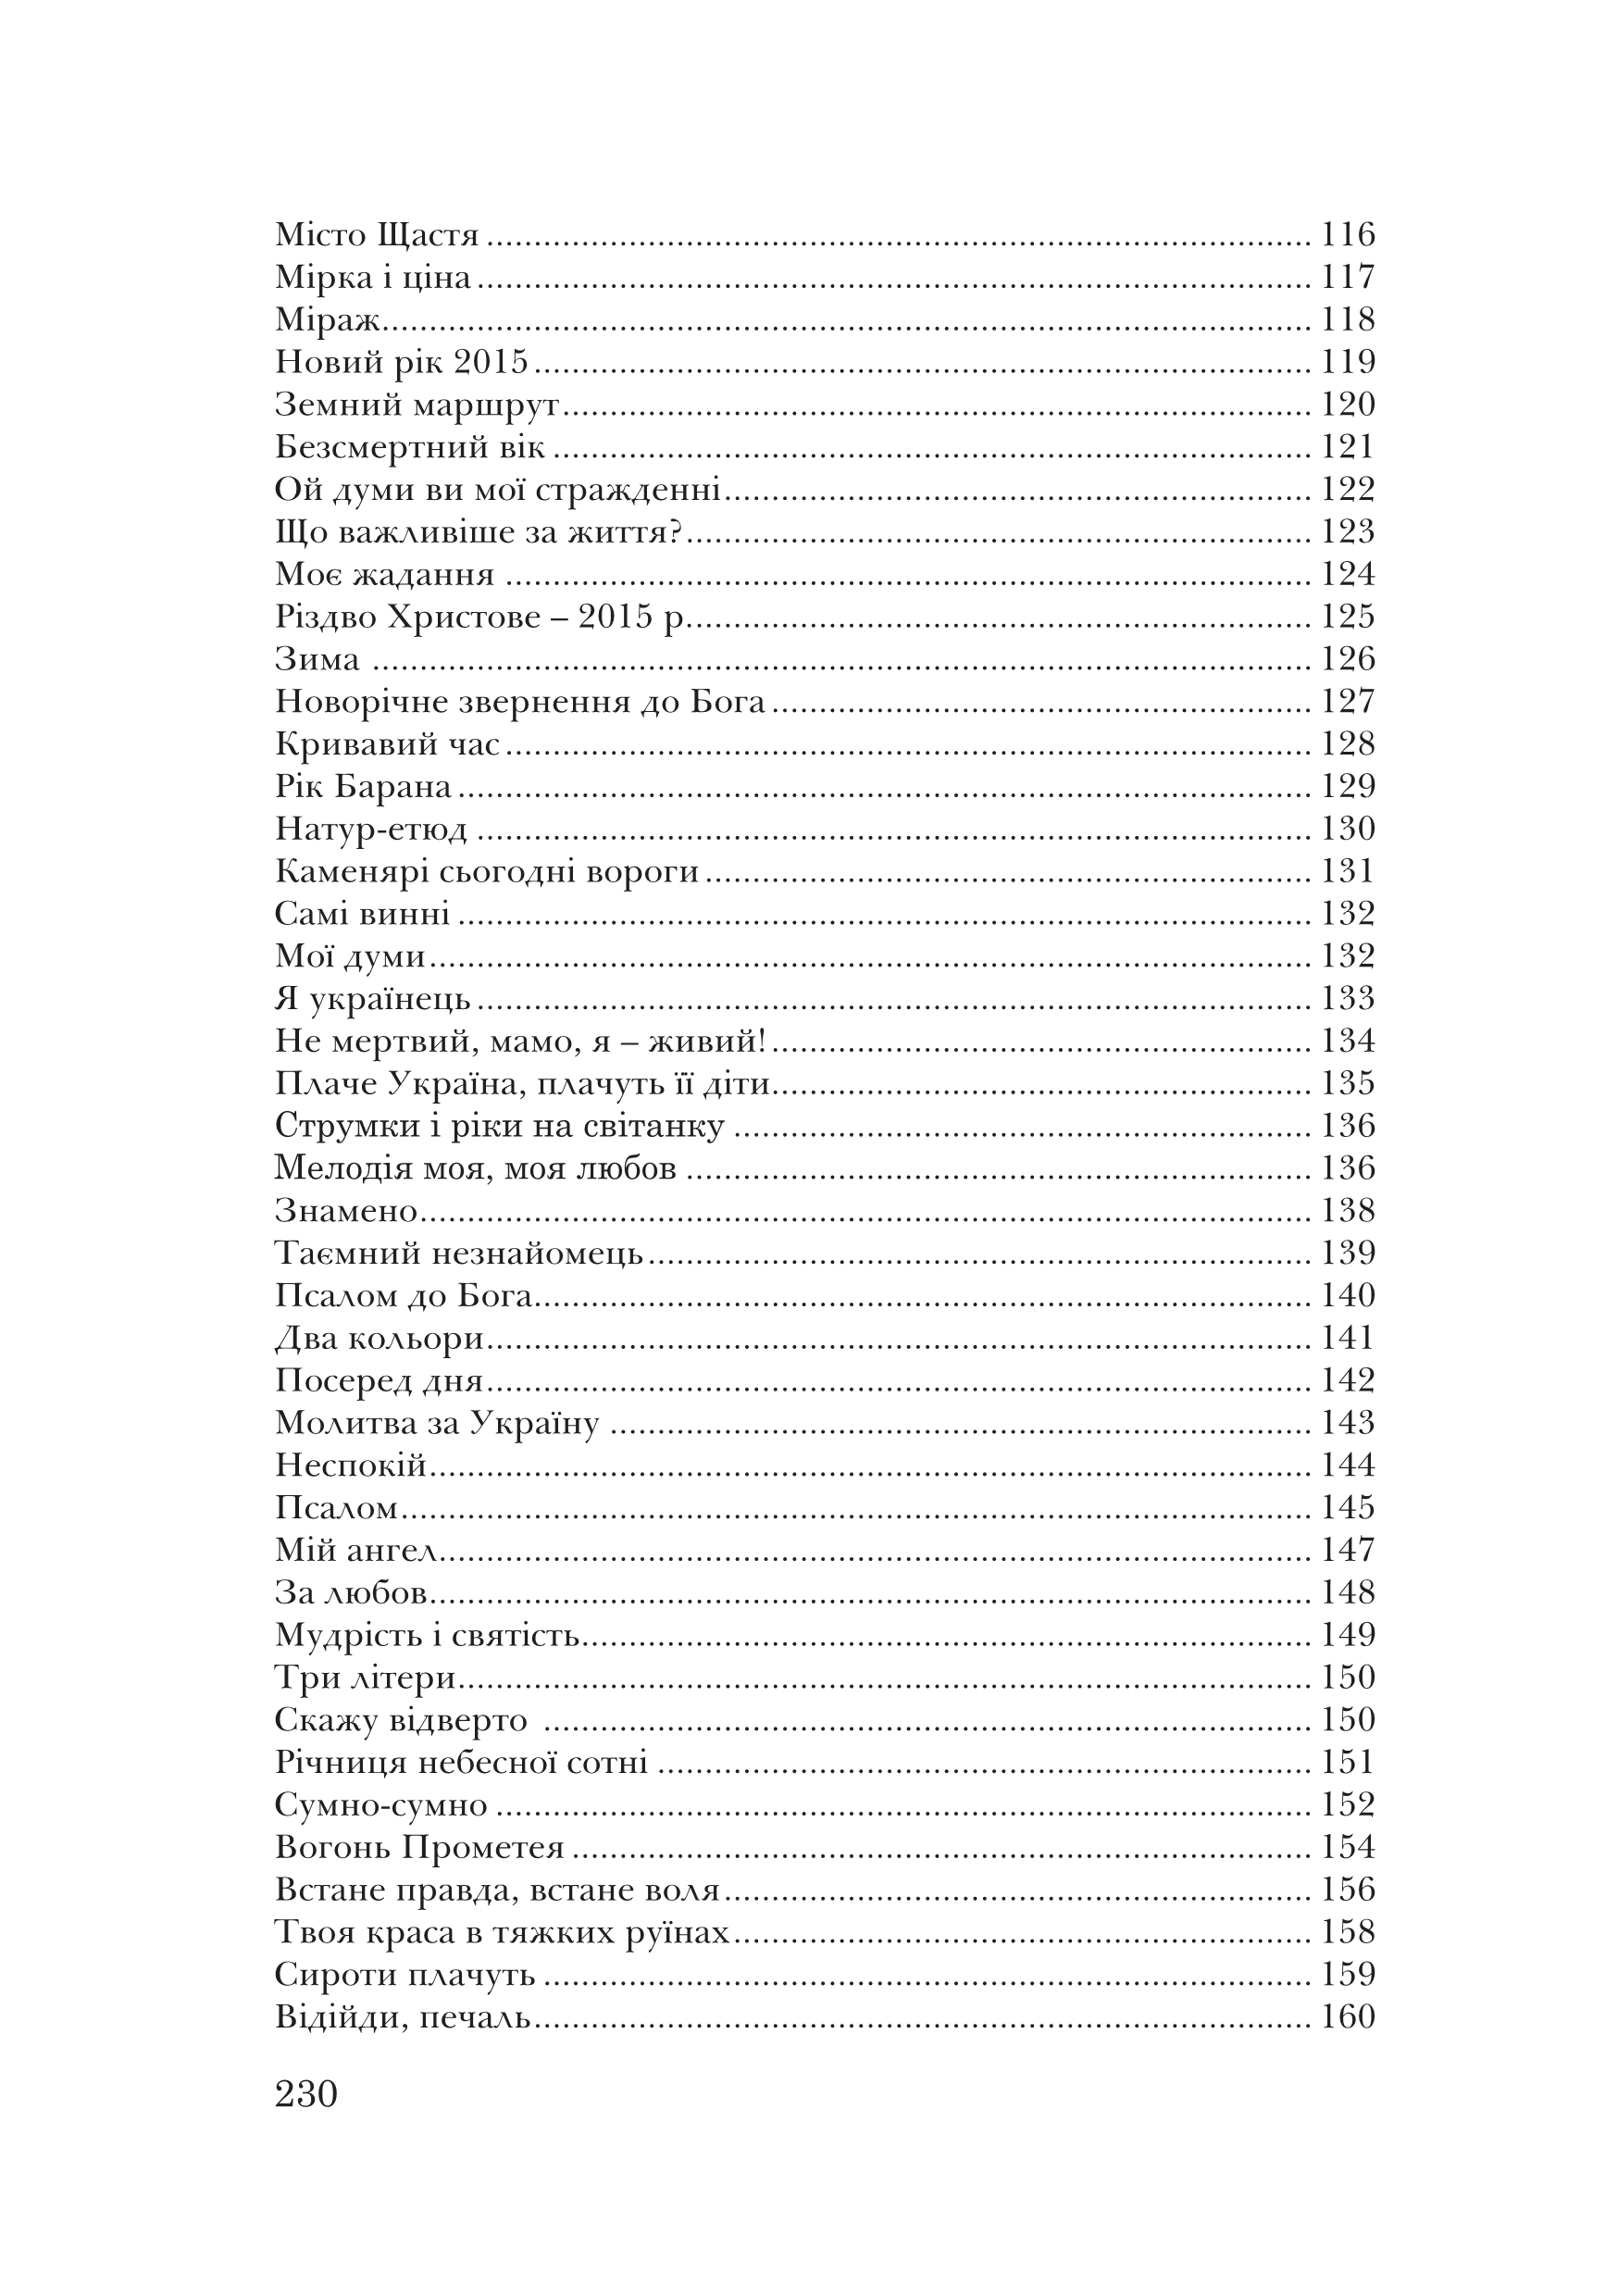 Місто Щастя ........................................................................................ 116
Мірка і ціна ........................................................................................ 117
Міраж........................................................................................ 118
Новий рік 2015 ........................................................................................ 119
Земний маршрут........................................................................................ 120
Безсмертний вік ........................................................................................ 121
Ой думи ви мої стражденні........................................................................................ 122
Що важливіше за життя?........................................................................................ 123
Моє жадання ........................................................................................ 124
Різдво Христове – 2015 р........................................................................................ 125
Зима ........................................................................................ 126
Новорічне звернення до Бога ........................................................................................ 127
Кривавий час ........................................................................................ 128
Рік Барана ........................................................................................ 129
Натур-етюд ........................................................................................ 130
Каменярі сьогодні вороги ........................................................................................ 131
Самі винні ........................................................................................ 132
Мої думи........................................................................................ 132
Я українець ........................................................................................ 133
Не мертвий, мамо, я – живий!........................................................................................ 134
Плаче Україна, плачуть її діти........................................................................................ 135
Струмки і ріки на світанку ........................................................................................ 136
Мелодія моя, моя любов ........................................................................................ 136
Знамено........................................................................................ 138
Таємний незнайомець........................................................................................ 139
Псалом до Бога........................................................................................ 140
Два кольори........................................................................................ 141
Посеред дня........................................................................................ 142
Молитва за Україну ........................................................................................ 143
Неспокій........................................................................................ 144
Псалом........................................................................................ 145
Мій ангел........................................................................................ 147
За любов........................................................................................ 148
Мудрість і святість........................................................................................ 149
Три літери........................................................................................ 150
Скажу відверто ........................................................................................ 150
Річниця небесної сотні ........................................................................................ 151
Сумно-сумно ........................................................................................ 152
Вогонь Прометея ........................................................................................ 154
Встане правда, встане воля........................................................................................ 156
Твоя краса в тяжких руїнах........................................................................................ 158
Сироти плачуть ........................................................................................ 159
Відійди, печаль........................................................................................ 160
230